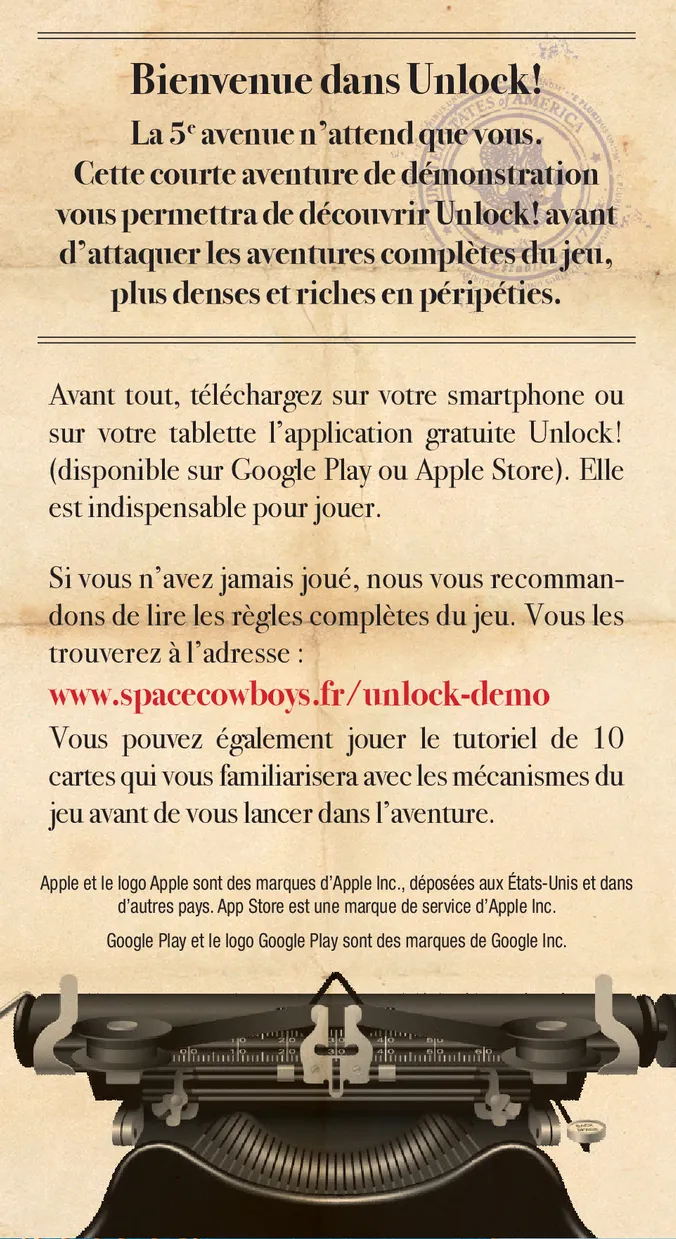 Bienvenue dans Unlock!
La 5e avenue n’attend que vous.
Cette courte aventure de démonstration
vous permettra de découvrir Unlock! avant
d’attaquer les aventures complètes du jeu,
plus denses et riches en péripéties.
Avant tout, téléchargez sur votre smartphone ou
sur votre tablette l’application gratuite Unlock!
(disponible sur Google Play ou Apple Store). Elle
est indispensable pour jouer.
Si vous n’avez jamais joué, nous vous recomman-
dons de lire les règles complètes du jeu. Vous les
trouverez à l’adresse :
www.spacecowboys.fr/unlock-demo
Vous pouvez également jouer le tutoriel de 10
cartes qui vous familiarisera avec les mécanismes du
jeu avant de vous lancer dans l’aventure.
Apple et le logo Apple sont des marques d’Apple Inc., déposées aux États-Unis et dans
d’autres pays. App Store est une marque de service d’Apple Inc.
Google Play et le logo Google Play sont des marques de Google Inc.